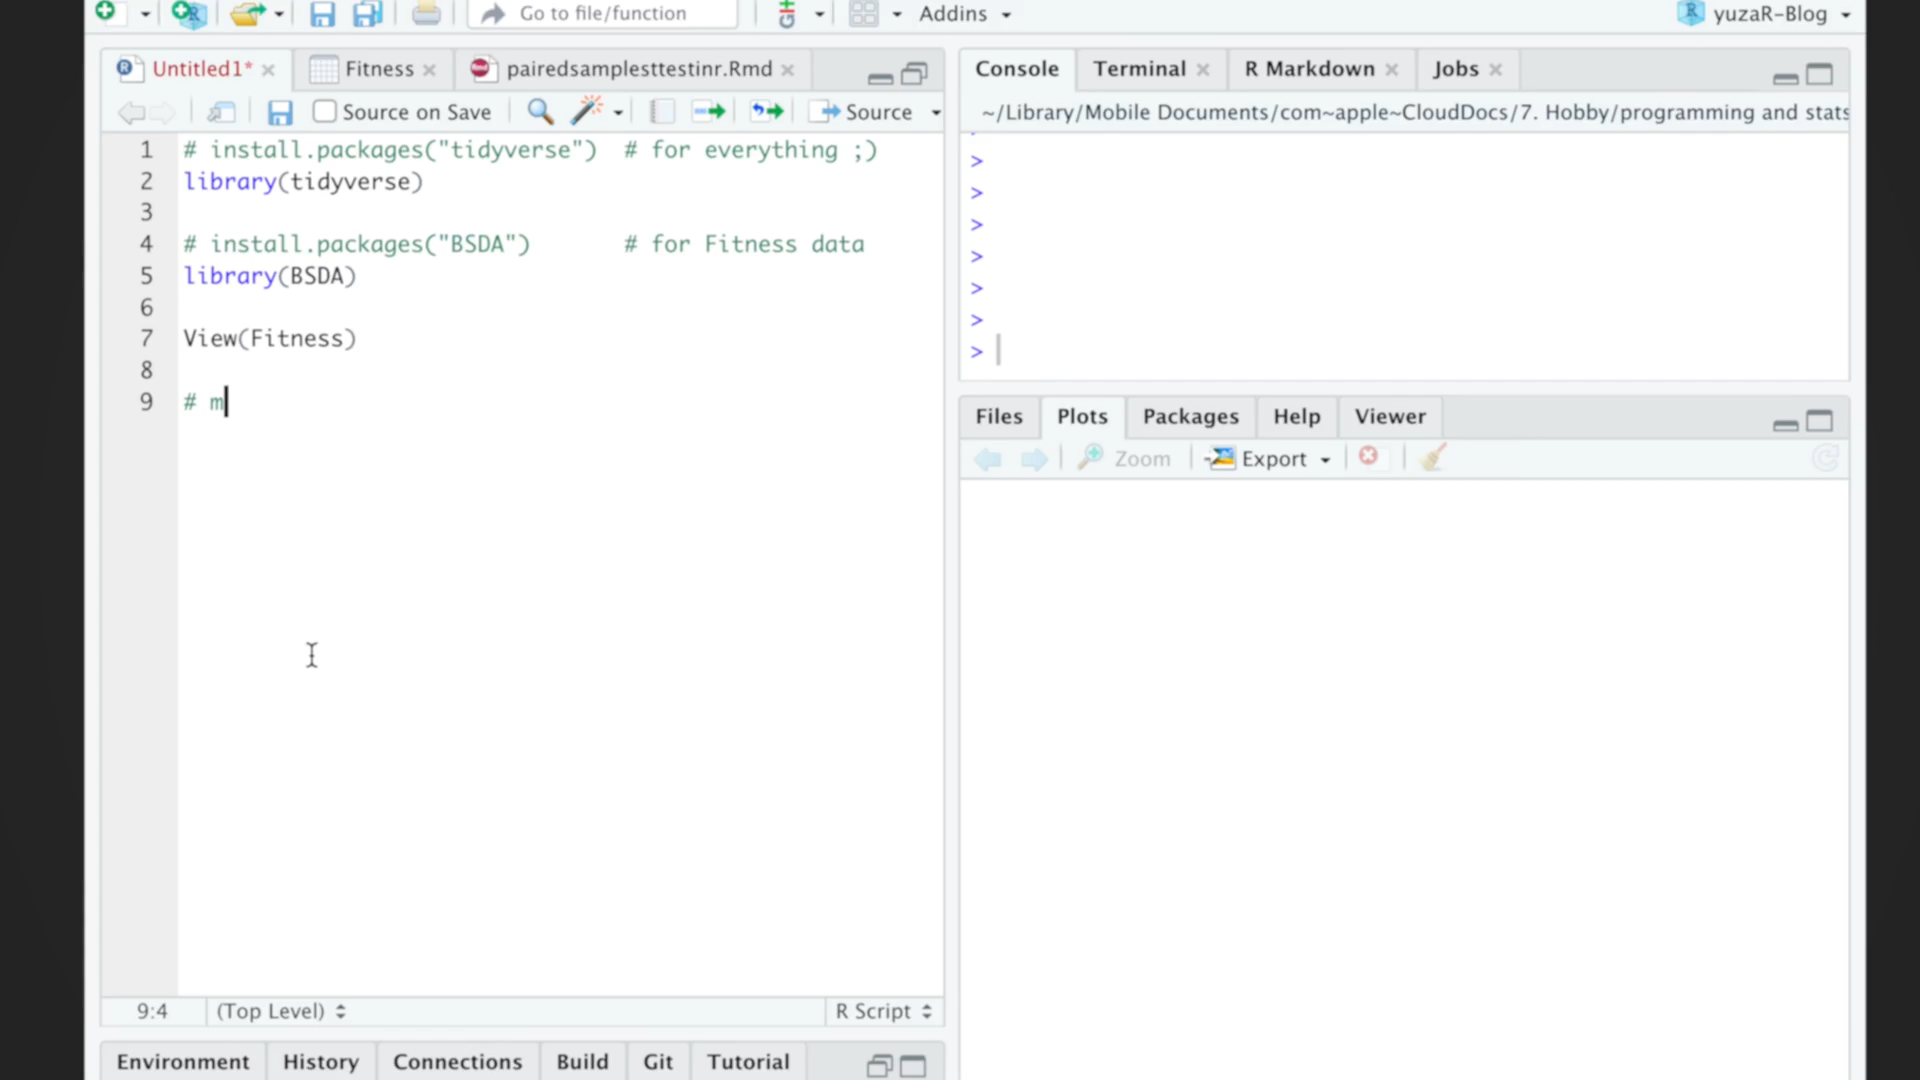 Go to file/function
Addins
yuzaR-Blog
Untitled1*
Fitness
pairedsamplesttestinr.Rmd
Source on Save
Source
1 # install.packages("tidyverse")  # for everything ;)
2 library(tidyverse)
3
4 # install.packages("BSDA")       # for Fitness data
5 library(BSDA)
6
7 View(Fitness)
8
9 # m
9:4
(Top Level)
R Script
Environment
History
Connections
Build
Git
Tutorial
Console
Terminal
R Markdown
Jobs
~/Library/Mobile Documents/com~apple~CloudDocs/7. Hobby/programming and stats
>
>
>
>
>
>
>
Files
Plots
Packages
Help
Viewer
Zoom
Export